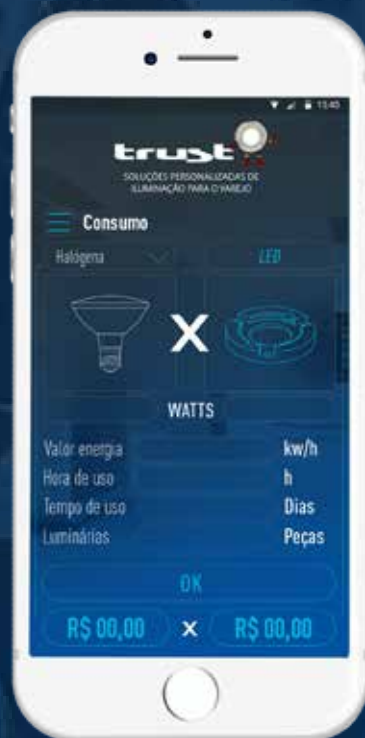 15:45
trust
SOLUÇÕES PERSONALIZADAS DE
ILUMINAÇÃO PARA O VAREJO
Consumo
Halógena LED
X
WATTS
Valor energia kw/h
Hora de uso h
Tempo de uso Dias
Luminárias Peças
OK
R$ 00,00 x R$ 00,00